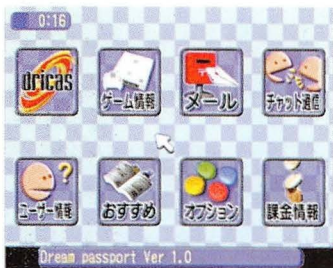 0:16
dricas
ゲーム情報
メール
チャット通信
ユーザー情報
おすすめ
オプション
課金情報
Dream passport Ver 1.0